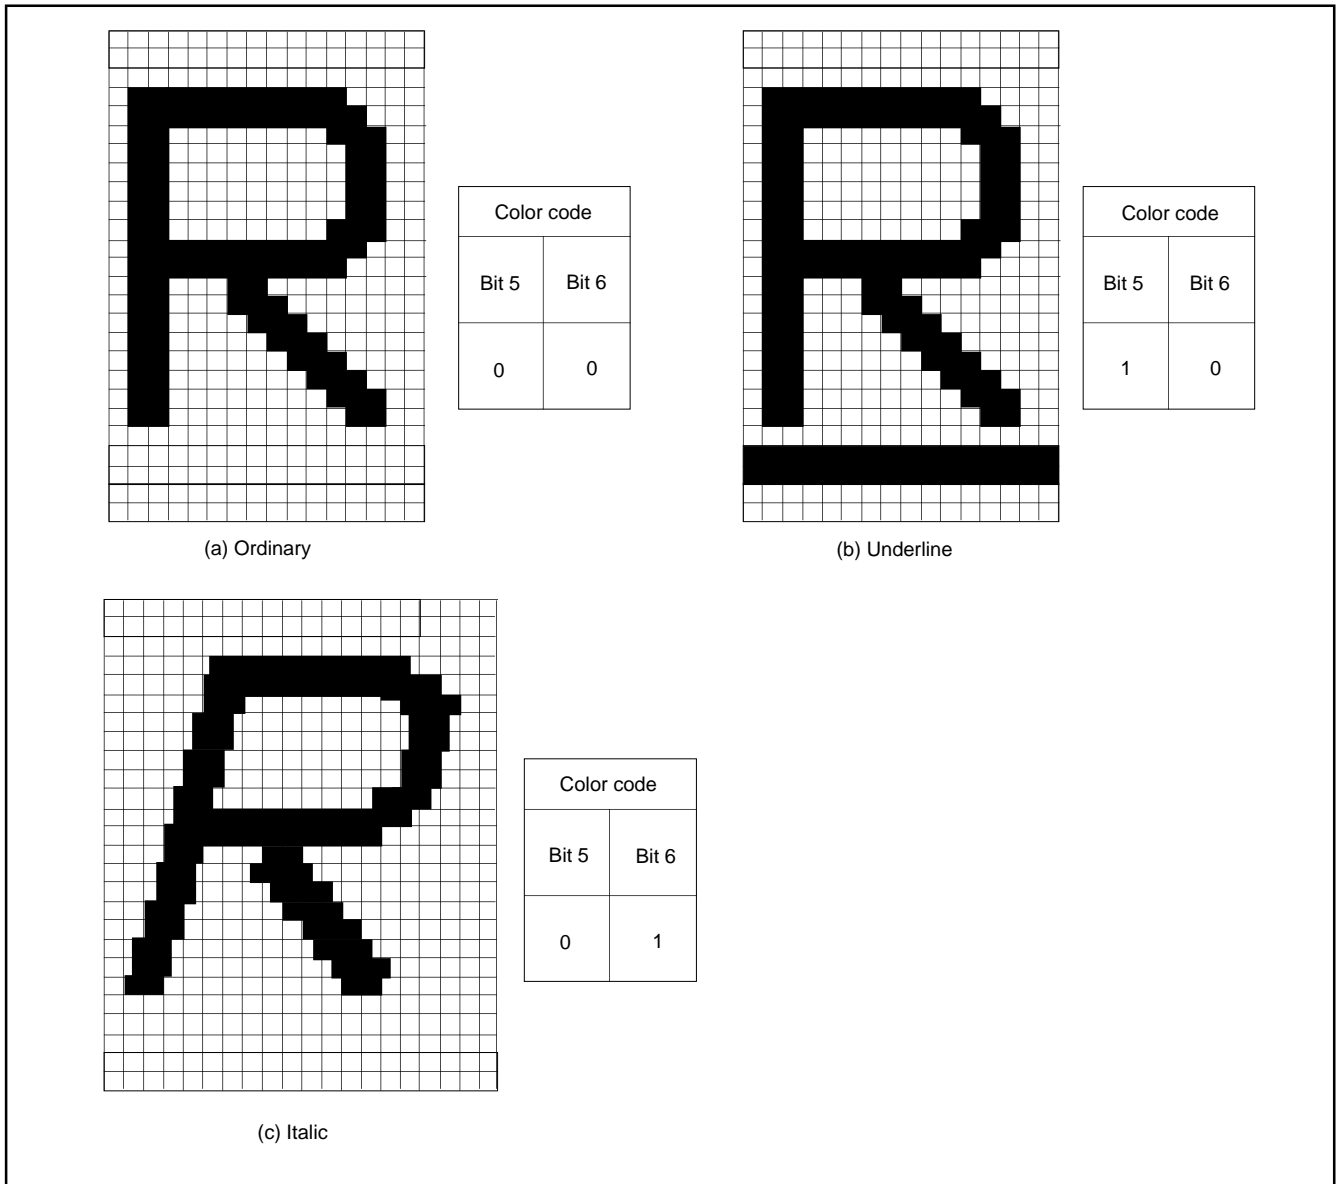 Color code
Bit 5 Bit 6
0 0
(a) Ordinary
Color code
Bit 5 Bit 6
1 0
(b) Underline
Color code
Bit 5 Bit 6
0 1
(c) Italic